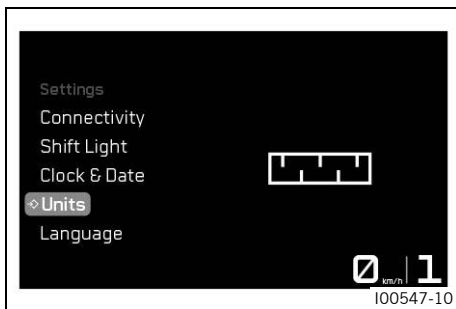 Settings
Connectivity
Shift Light
Clock & Date
Units
Language
0 km/h 1
I00547-10